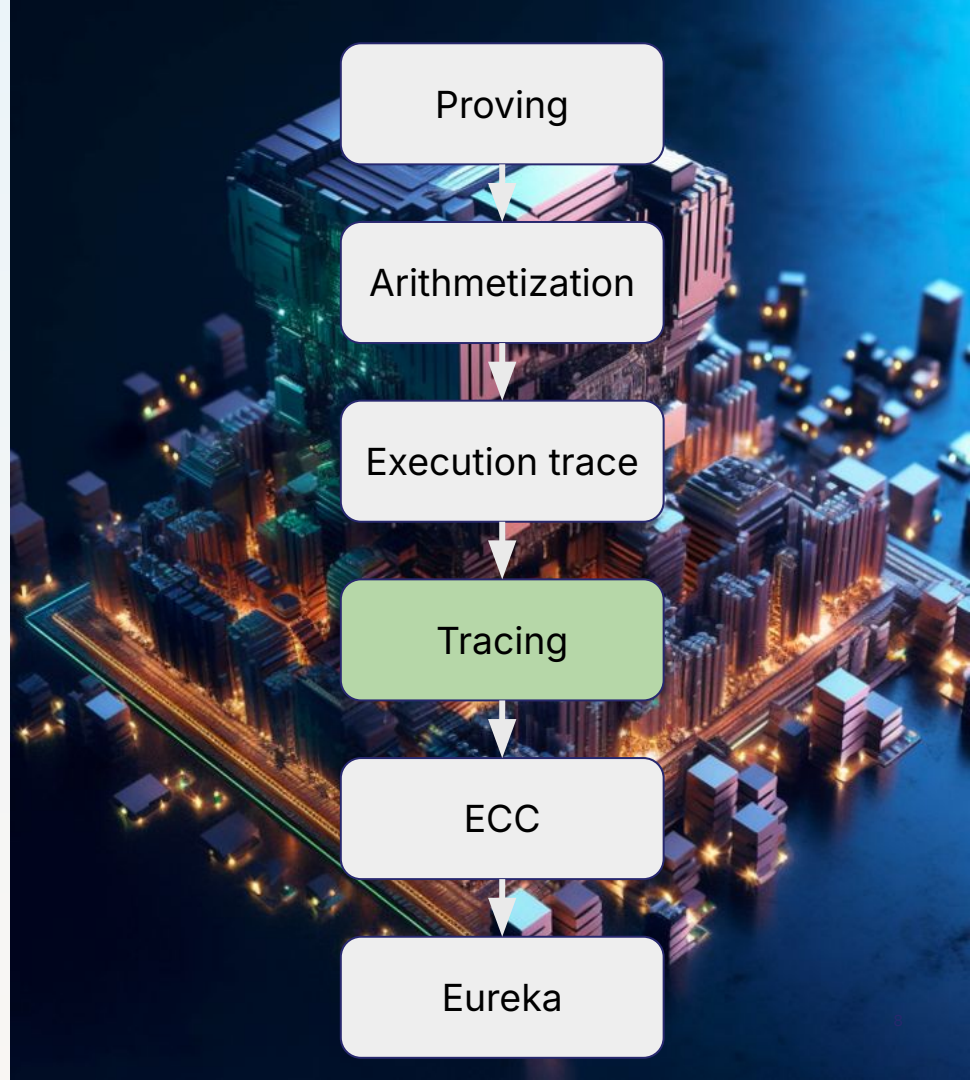 Proving
Arithmetization
Execution trace
Tracing
ECC
Eureka